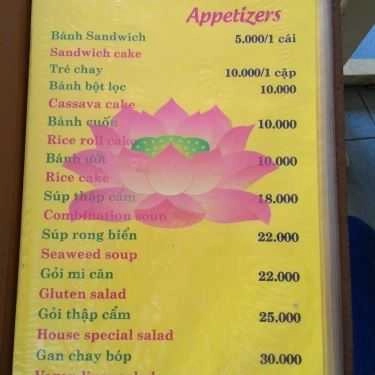 Appetizers
Bánh Sandwich 5.000/1 cái
Sandwich cake
Tré chay 10.000/1 cặp
Bánh bột lọc 10.000
Cassava cake
Bánh cuốn 10.000
Rice roll cake
Bánh ướt 10.000
Rice cake
Súp thập cẩm 18.000
Combination soup
Súp rong biển 22.000
Seaweed soup
Gỏi mì căn 22.000
Gluten salad
Gỏi thập cẩm 25.000
House special salad
Gan chay bóp 30.000